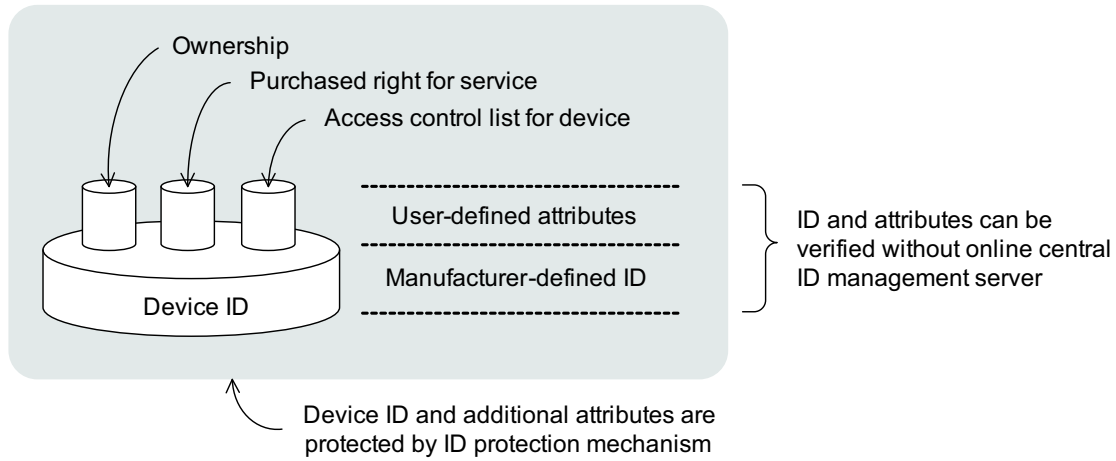 Ownership
Purchased right for service
Access control list for device
User-defined attributes
Manufacturer-defined ID
Device ID
ID and attributes can be
verified without online central
ID management server
Device ID and additional attributes are
protected by ID protection mechanism